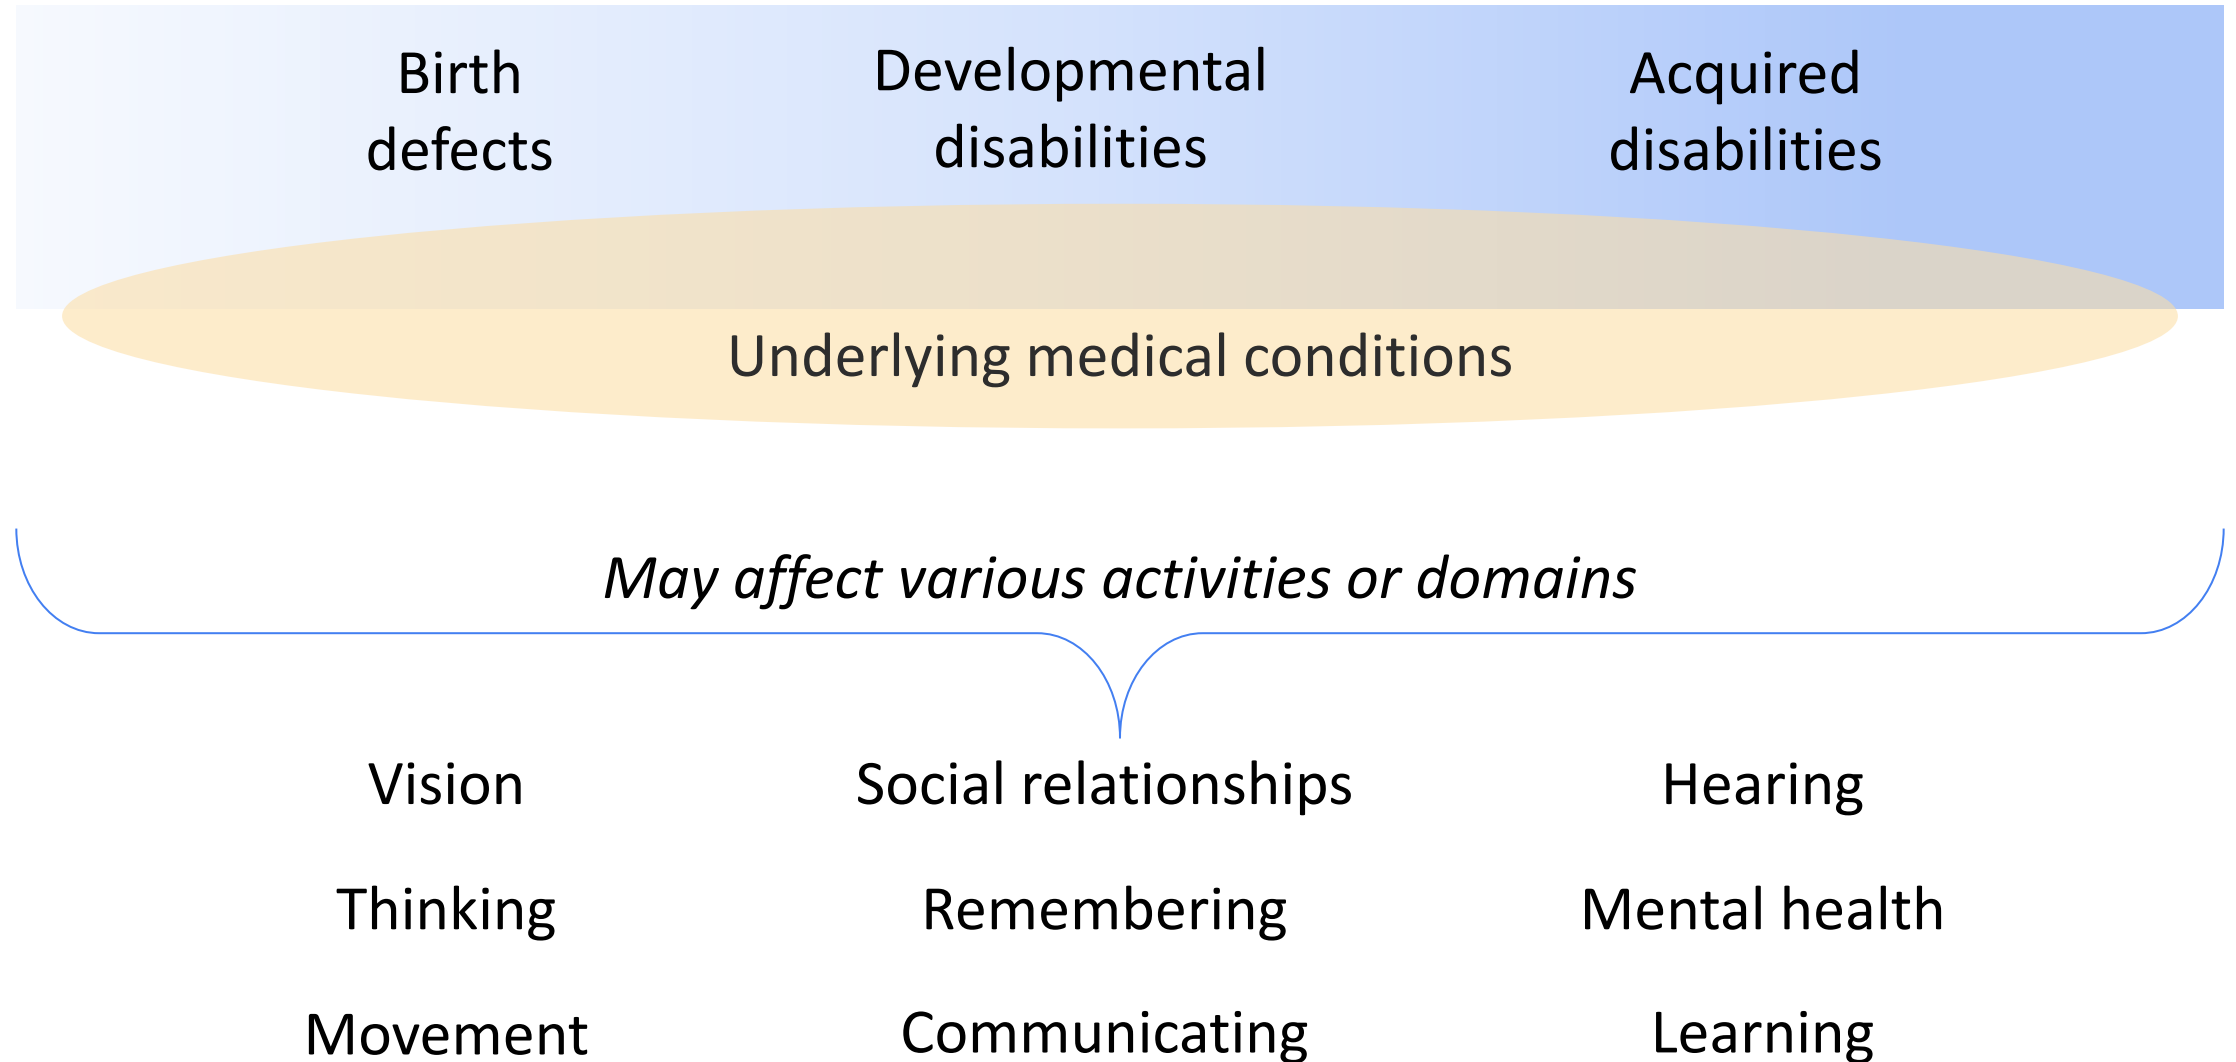 Birth
defects
Developmental
disabilities
Acquired
disabilities
Underlying medical conditions
May affect various activities or domains
Vision
Social relationships
Hearing
Thinking
Remembering
Mental health
Movement
Communicating
Learning